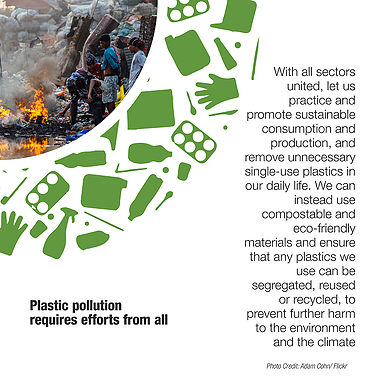 With all sectors
united, let us
practice and
promote sustainable
consumption and
production, and
remove unnecessary
single-use plastics in
our daily life. We can
instead use
compostable and
eco-friendly
materials and ensure
that any plastics we
use can be
segregated, reused
or recycled, to
prevent further harm
to the environment
and the climate
Plastic pollution
requires efforts from all
Photo Credit: Adam Cohn/ Flickr